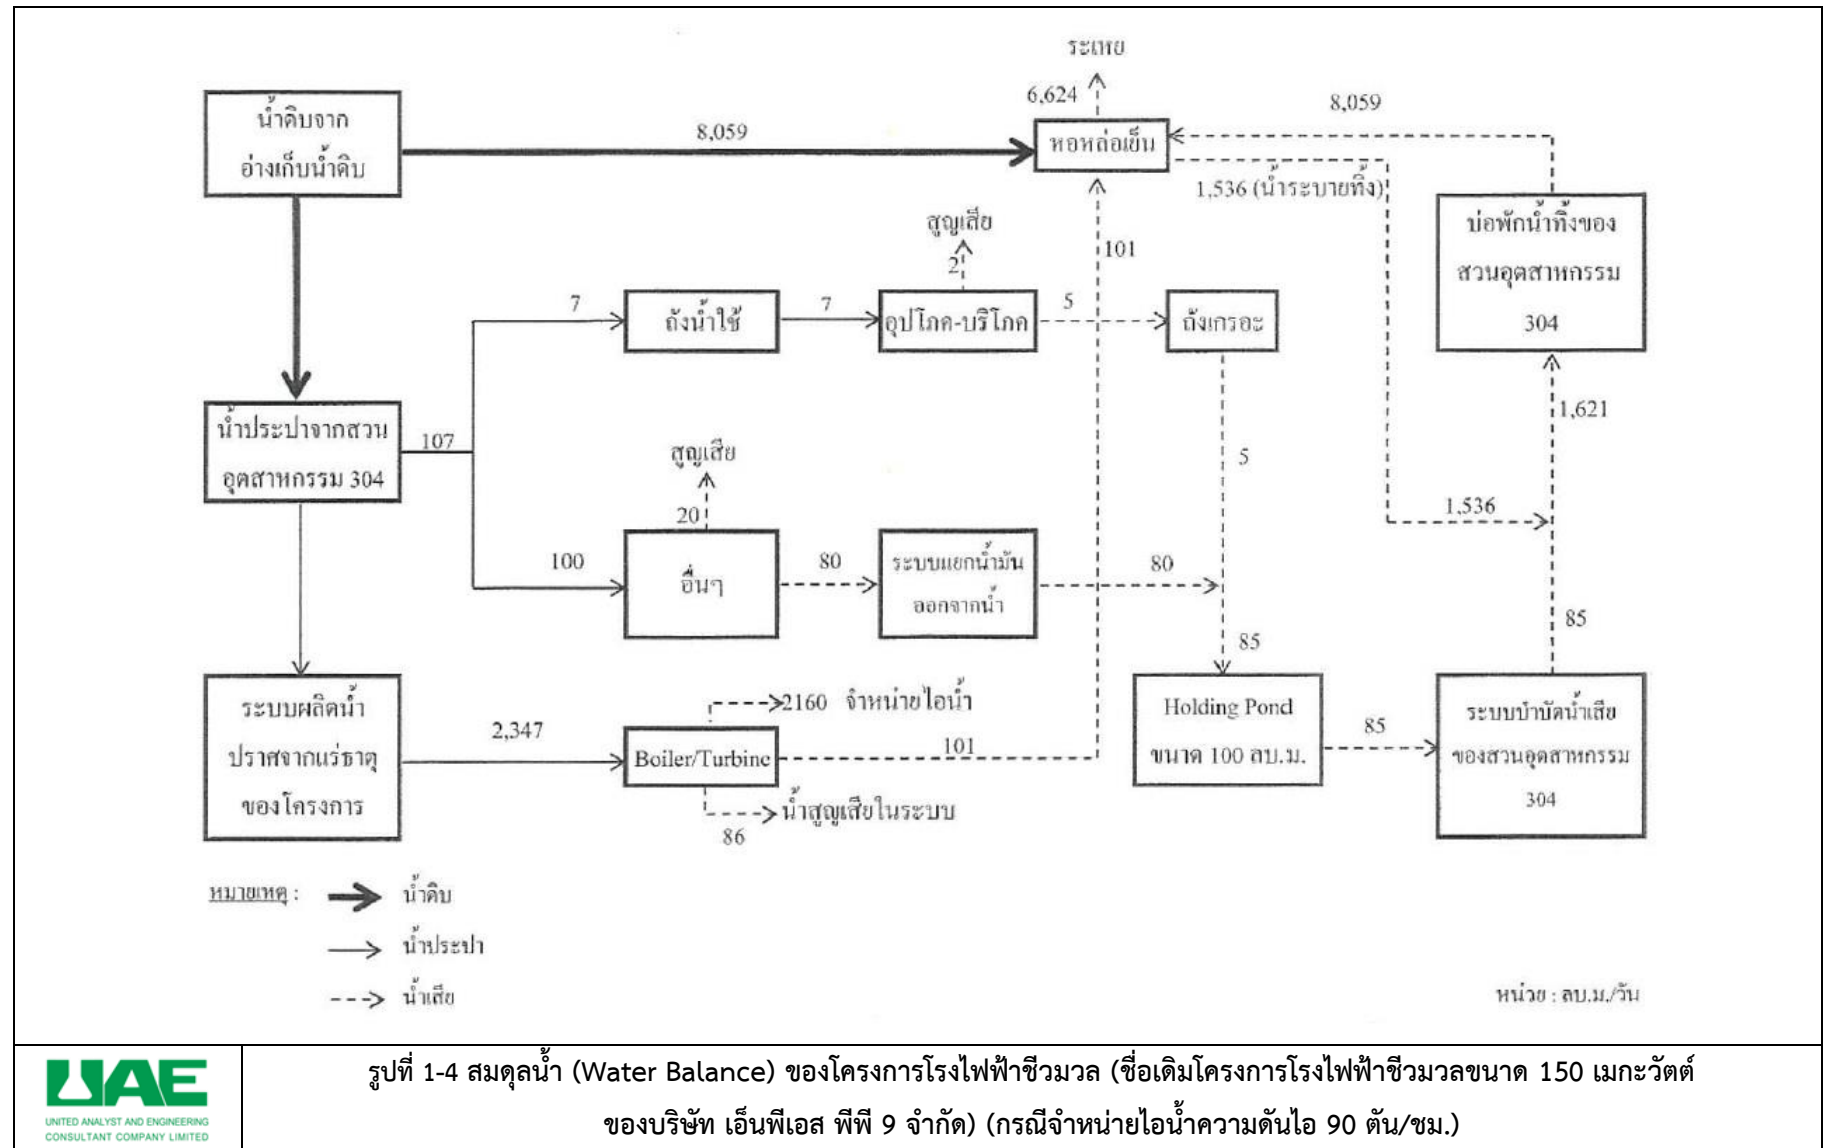 ระเหย
6,624
8,059
น้ำดิบจาก
อ่างเก็บน้ำดิบ
8,059
หอหล่อเย็น
1,536 (น้ำระบายทิ้ง)
บ่อพักน้ำทิ้งของ
สวนอุตสาหกรรม
304
สูญเสีย
2
101
7
ถังน้ำใช้
7
อุปโภค-บริโภค
5
ถังเกรอะ
น้ำประปาจากสวน
อุตสาหกรรม 304
107
1,621
สูญเสีย
20
5
1,536
100
อื่นๆ
80
ระบบแยกน้ำมัน
ออกจากน้ำ
80
85
85
ระบบผลิตน้ำ
ปราศจากแร่ธาตุ
ของโครงการ
2,347
2160 จำหน่ายไอน้ำ
Boiler/Turbine
101
86
น้ำสูญเสียในระบบ
Holding Pond
ขนาด 100 ลบ.ม.
85
ระบบบำบัดน้ำเสีย
ของสวนอุตสาหกรรม
304
หมายเหตุ :
น้ำดิบ
น้ำประปา
น้ำเสีย
หน่วย : ลบ.ม./วัน
UAE
UNITED ANALYST AND ENGINEERING
CONSULTANT COMPANY LIMITED
รูปที่ 1-4 สมดุลน้ำ (Water Balance) ของโครงการโรงไฟฟ้าชีวมวล (ชื่อเดิมโครงการโรงไฟฟ้าชีวมวลขนาด 150 เมกะวัตต์
ของบริษัท เอ็นพีเอส พีพี 9 จำกัด) (กรณีจำหน่ายไอน้ำความดันไอ 90 ตัน/ชม.)